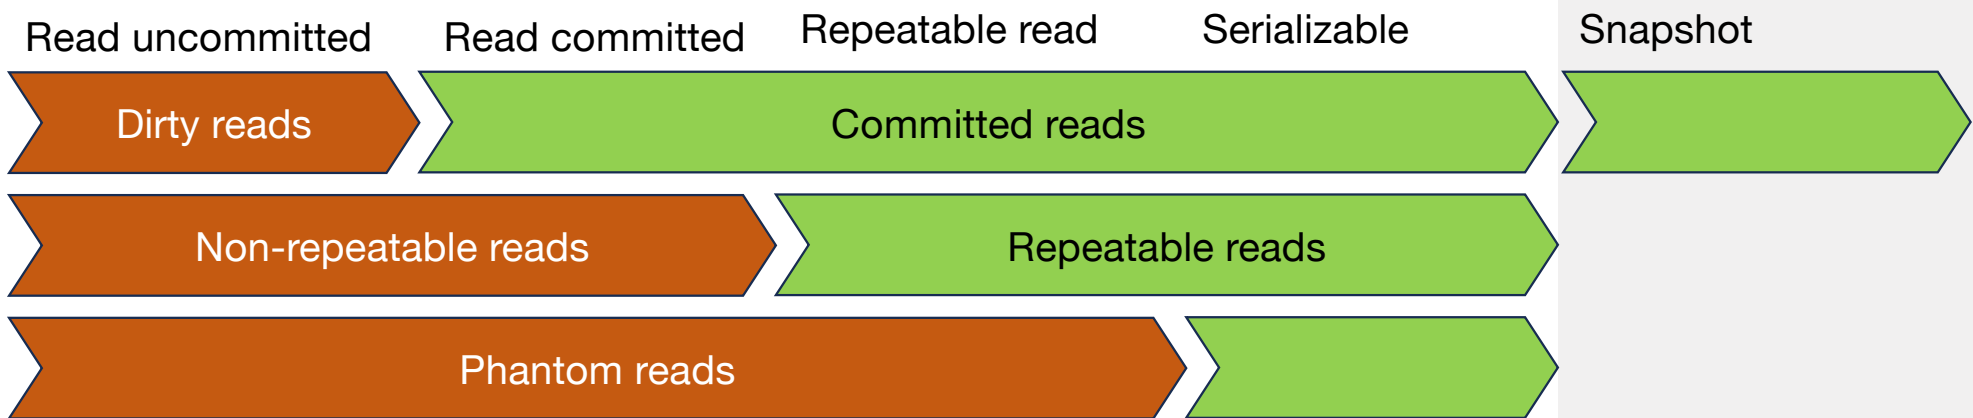 Read uncommitted
Read committed
Repeatable read
Serializable
Snapshot
Dirty reads
Committed reads
Non-repeatable reads
Repeatable reads
Phantom reads